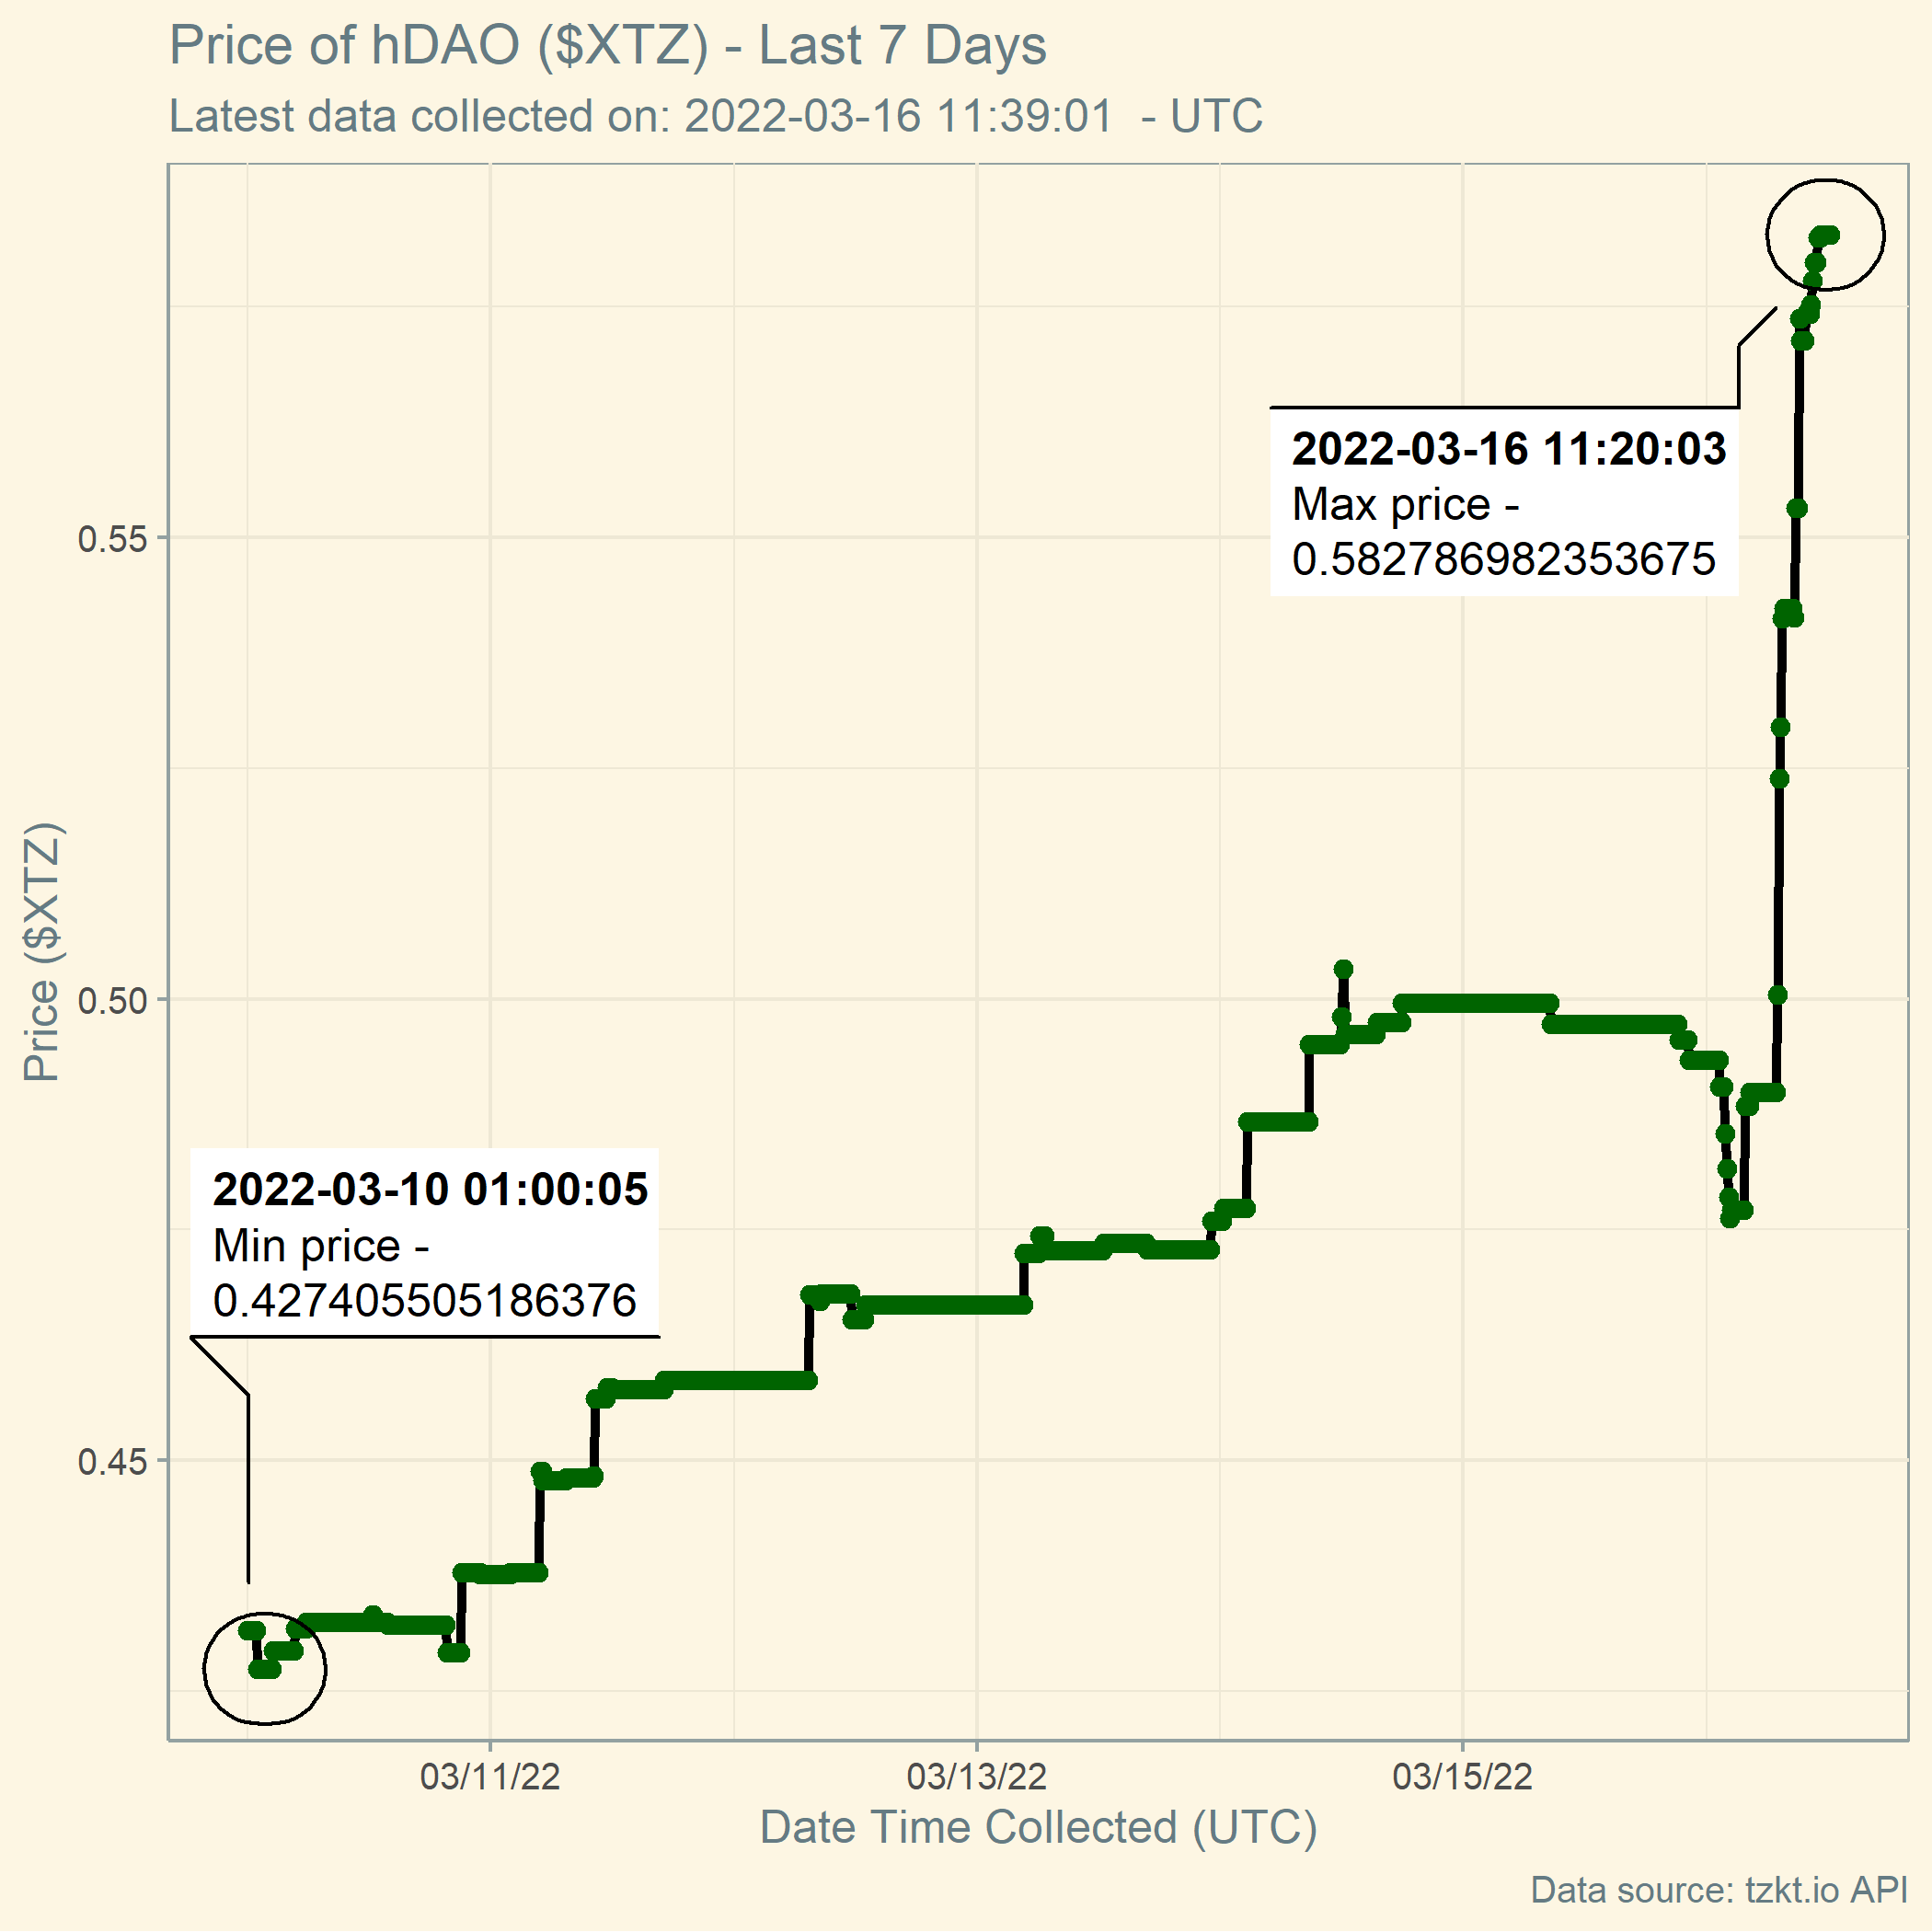 Price of hDAO ($XTZ) - Last 7 Days
Latest data collected on: 2022-03-16 11:39:01  - UTC
2022-03-16 11:20:03
Max price -
0.582786982353675
0.55
0.50
Price ($XTZ)
2022-03-10 01:00:05
Min price -
0.427405505186376
0.45
03/11/22
03/13/22
03/15/22
Date Time Collected (UTC)
Data source: tzkt.io API